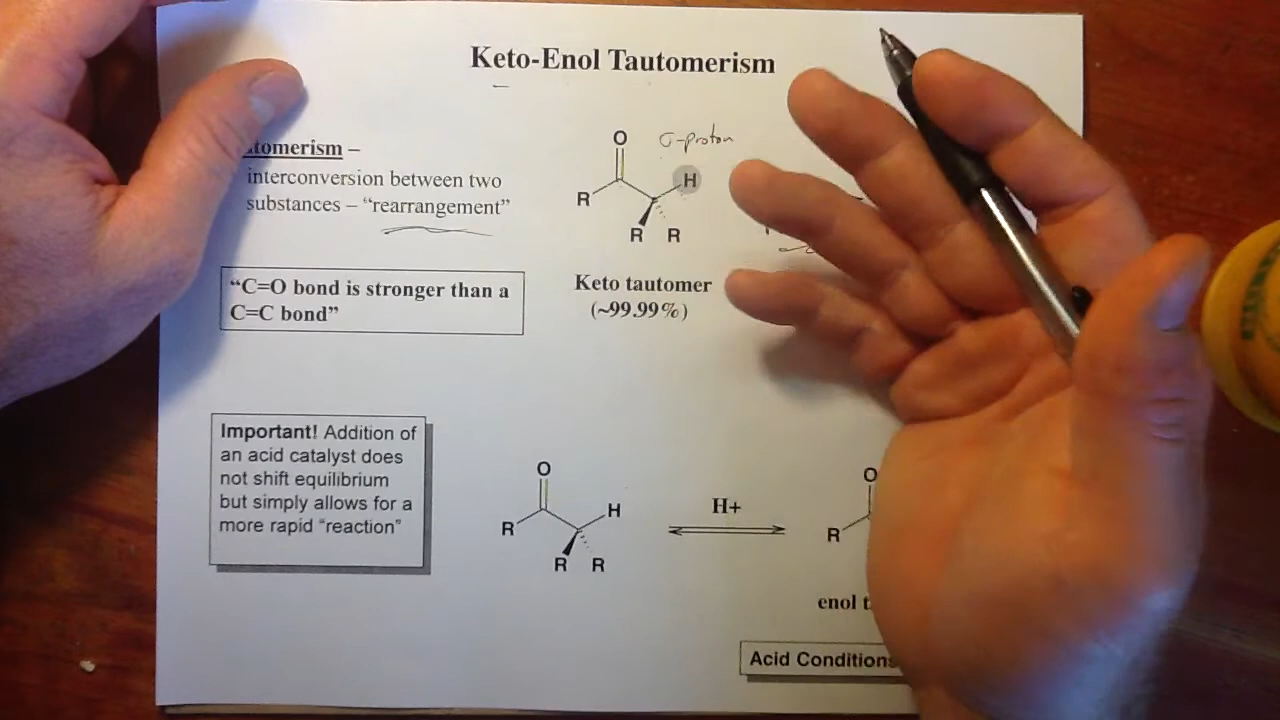 Keto-Enol Tautomerism
tomerism –
interconversion between two
substances – “rearrangement”
O
σ-proton
H
R
R R
“C=O bond is stronger than a
C=C bond”
Keto tautomer
(~99.99%)
Important! Addition of
an acid catalyst does
not shift equilibrium
but simply allows for a
more rapid “reaction”
O
H
R
R R
H+
O
R
enol t
Acid Conditions